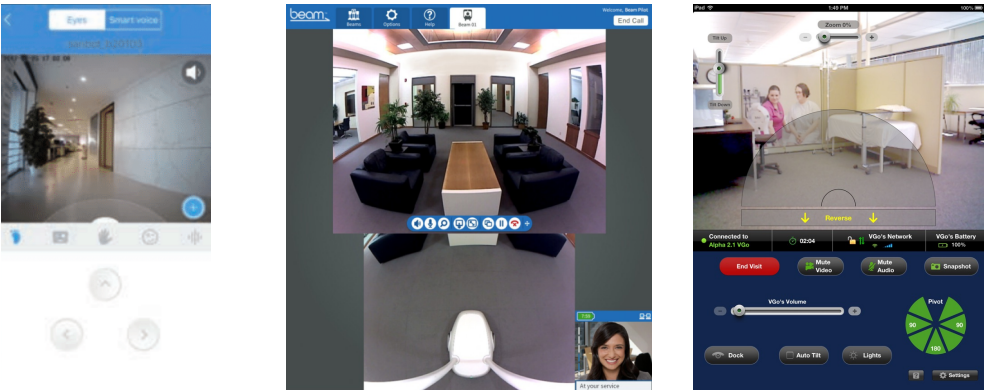 Eyes
Smart voice
beam
Beams
Options
Help
Beam 01
Welcome, Beam Pilot
End Call
At your service
iPad
1:49 PM
100%
Zoom 0%
Tilt Up
Tilt Down
Reverse
Connected to
Alpha 2.1 VGo
02:04
VGo's Network
VGo's Battery
100%
End Visit
Mute
Video
Mute
Audio
Snapshot
VGo's Volume
Pivot
90
90
180
Dock
Auto Tilt
Lights
Settings